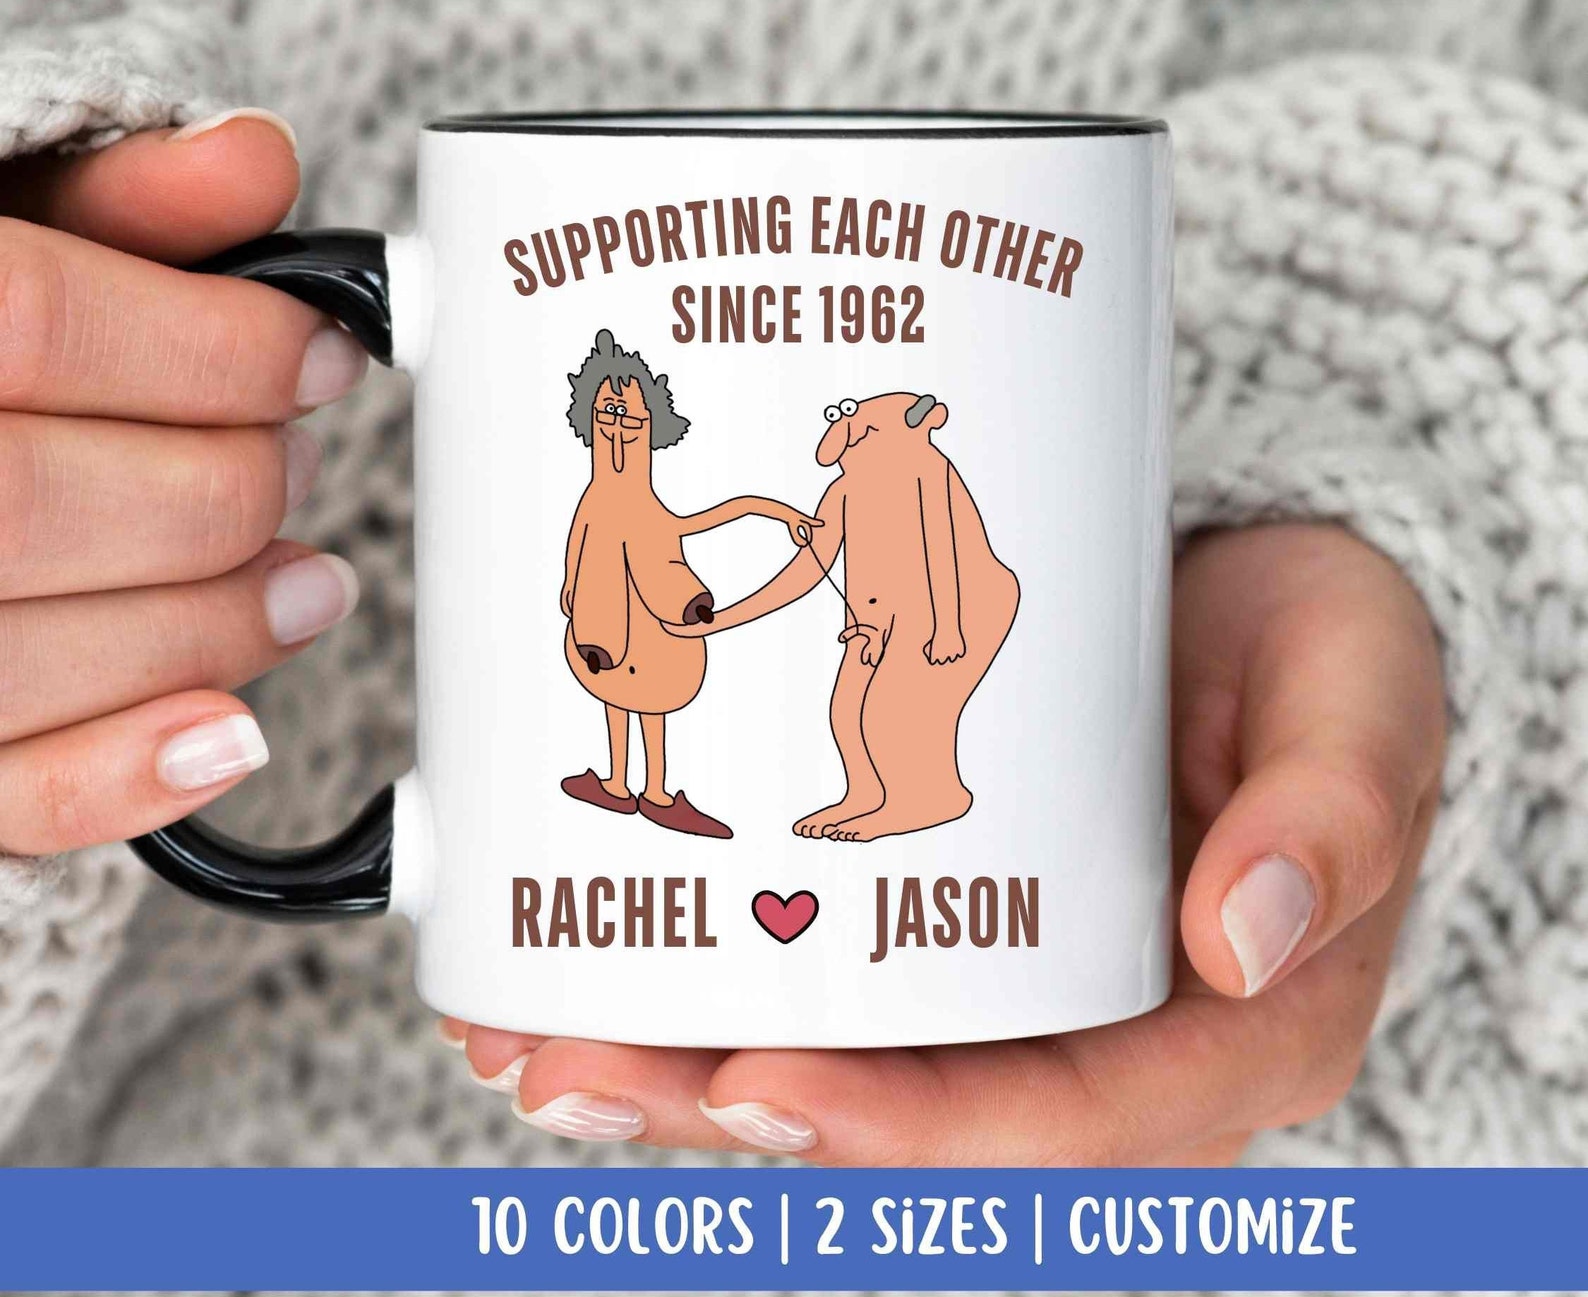 SUPPORTING EACH OTHER
SINCE 1962
RACHEL JASON
10 COLORS | 2 SIZES | CUSTOMIZE